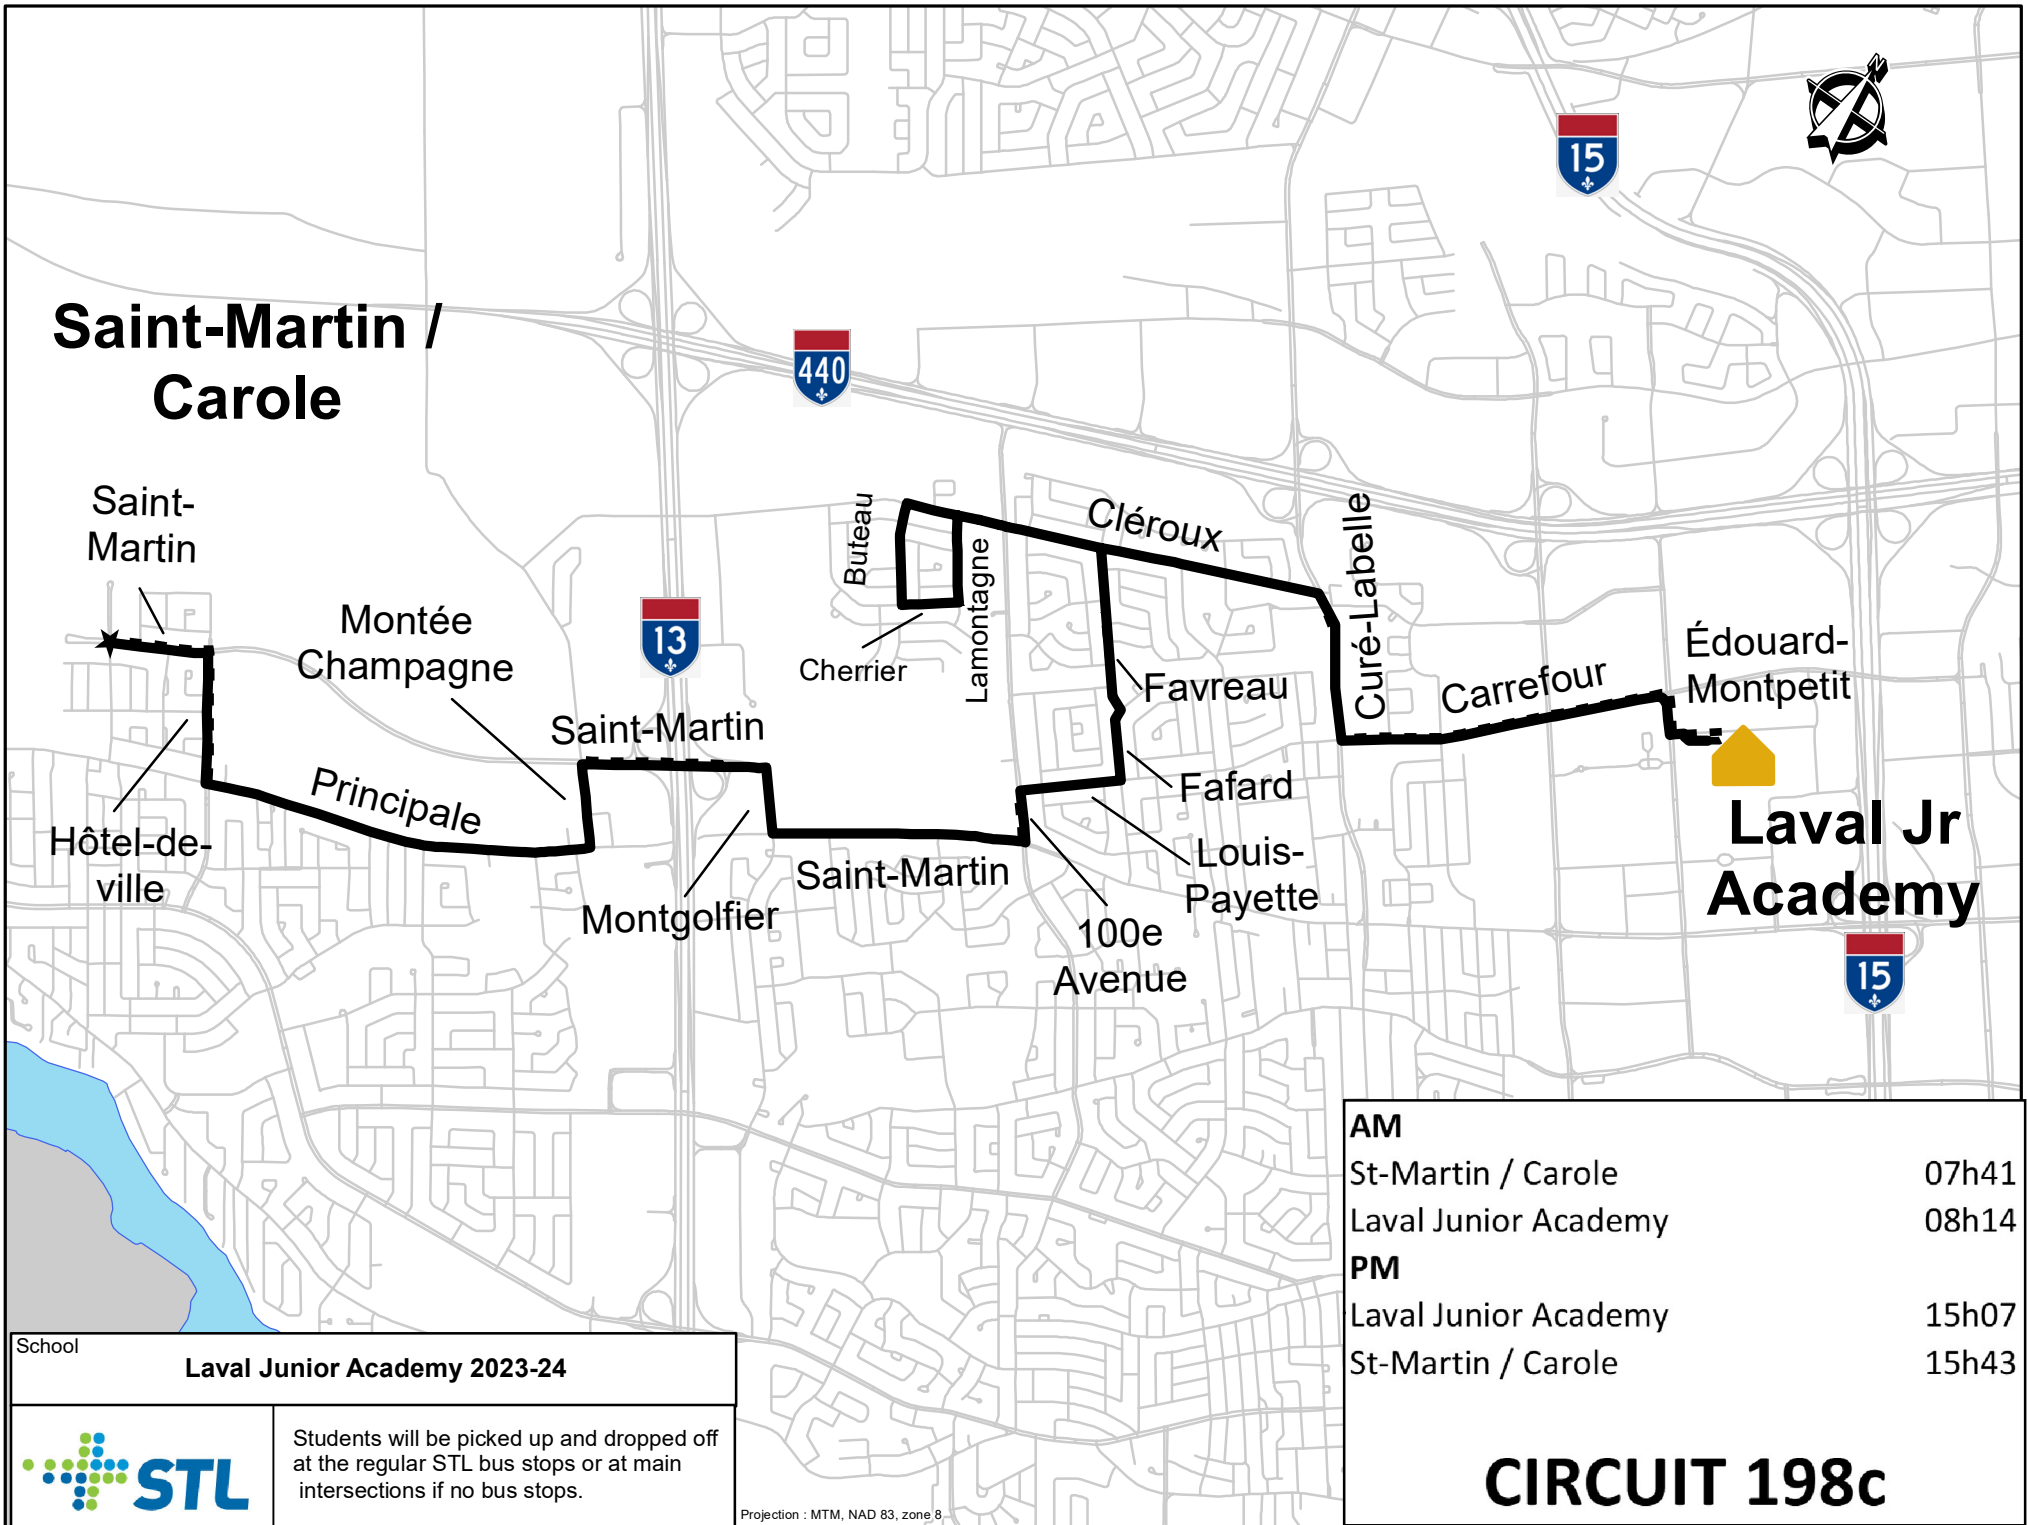 N
15
Saint-Martin /
Carole
440
Saint-
Martin
Buteau
Cléroux
Curé-Labelle
Lamontagne
Montée
Champagne
13
Cherrier
Favreau
Carrefour
Édouard-
Montpetit
Saint-Martin
Principale
Fafard
Hôtel-de-
ville
Saint-Martin
Louis-
Payette
Montgolfier
100e
Avenue
Laval Jr
Academy
15
AM
St-Martin / Carole 07h41
Laval Junior Academy 08h14
PM
Laval Junior Academy 15h07
St-Martin / Carole 15h43
CIRCUIT 198c
School
Laval Junior Academy 2023-24
STL
Students will be picked up and dropped off
at the regular STL bus stops or at main
intersections if no bus stops.
Projection : MTM, NAD 83, zone 8